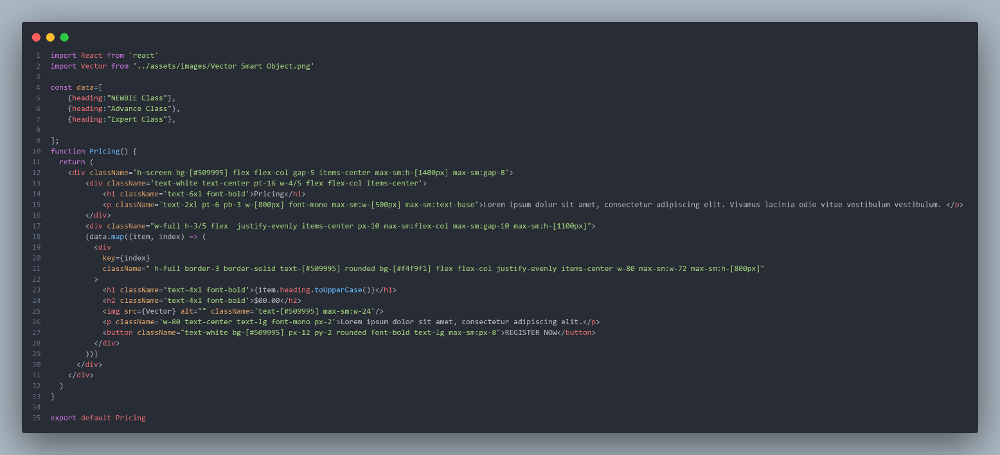 1 import React from 'react'
2 import Vector from '../assets/images/Vector Smart Object.png'
3
4 const data=[
5     {heading:"NEWBIE Class"},
6     {heading:"Advance Class"},
7     {heading:"Expert Class"},
8
9 ];
10 function Pricing() {
11   return (
12     <div className='h-screen bg-[#509995] flex flex-col gap-5 items-center max-sm:h-[1400px] max-sm:gap-8'>
13         <div className='text-white text-center pt-16 w-4/5 flex flex-col items-center'>
14             <h1 className='text-6xl font-bold'>Pricing</h1>
15             <p className='text-2xl pt-6 pb-3 w-[800px] font-mono max-sm:w-[500px] max-sm:text-base'>Lorem ipsum dolor sit amet, consectetur adipiscing elit. Vivamus lacinia odio vitae vestibulum vestibulum. </p>
16         </div>
17         <div className="w-full h-3/5 flex  justify-evenly items-center px-10 max-sm:flex-col max-sm:gap-10 max-sm:h-[1100px]">
18         {data.map((item, index) => (
19           <div
20             key={index}
21             className=" h-full border-3 border-solid text-[#509995] rounded bg-[#f4f9f1] flex flex-col justify-evenly items-center w-80 max-sm:w-72 max-sm:h-[800px]"
22           >
23             <h1 className='text-4xl font-bold'>{item.heading.toUpperCase()}</h1>
24             <h2 className='text-4xl font-bold'>$00.00</h2>
25             <img src={Vector} alt="" className='text-[#509995] max-sm:w-24'/>
26             <p className='w-80 text-center text-lg font-mono px-2'>Lorem ipsum dolor sit amet, consectetur adipiscing elit.</p>
27             <button className="text-white bg-[#509995] px-12 py-2 rounded font-bold text-lg max-sm:px-8">REGISTER NOW</button>
28           </div>
29         ))}
30       </div>
31     </div>
32   )
33 }
34
35 export default Pricing